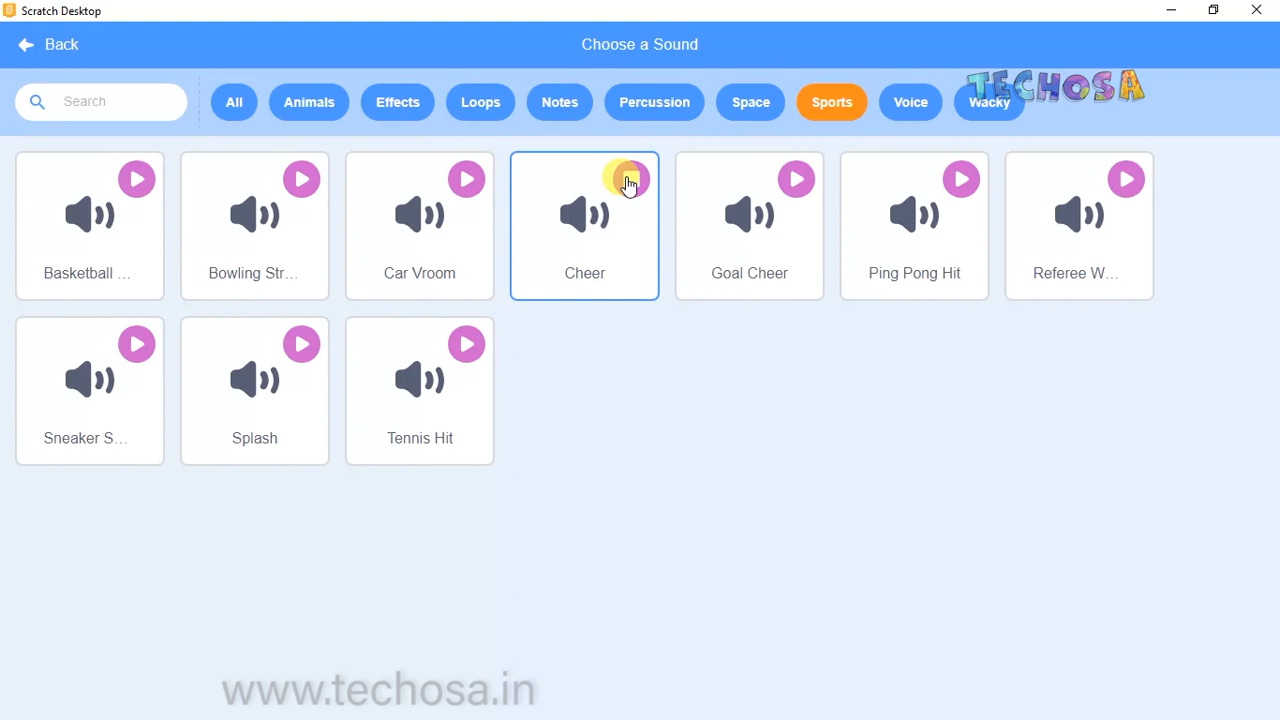 Scratch Desktop
Back
Choose a Sound
Search
All
Animals
Effects
Loops
Notes
Percussion
Space
Sports
Voice
Wacky
TECHOSA
Basketball ...
Bowling Str...
Car Vroom
Cheer
Goal Cheer
Ping Pong Hit
Referee W...
Sneaker S...
Splash
Tennis Hit
www.techosa.in